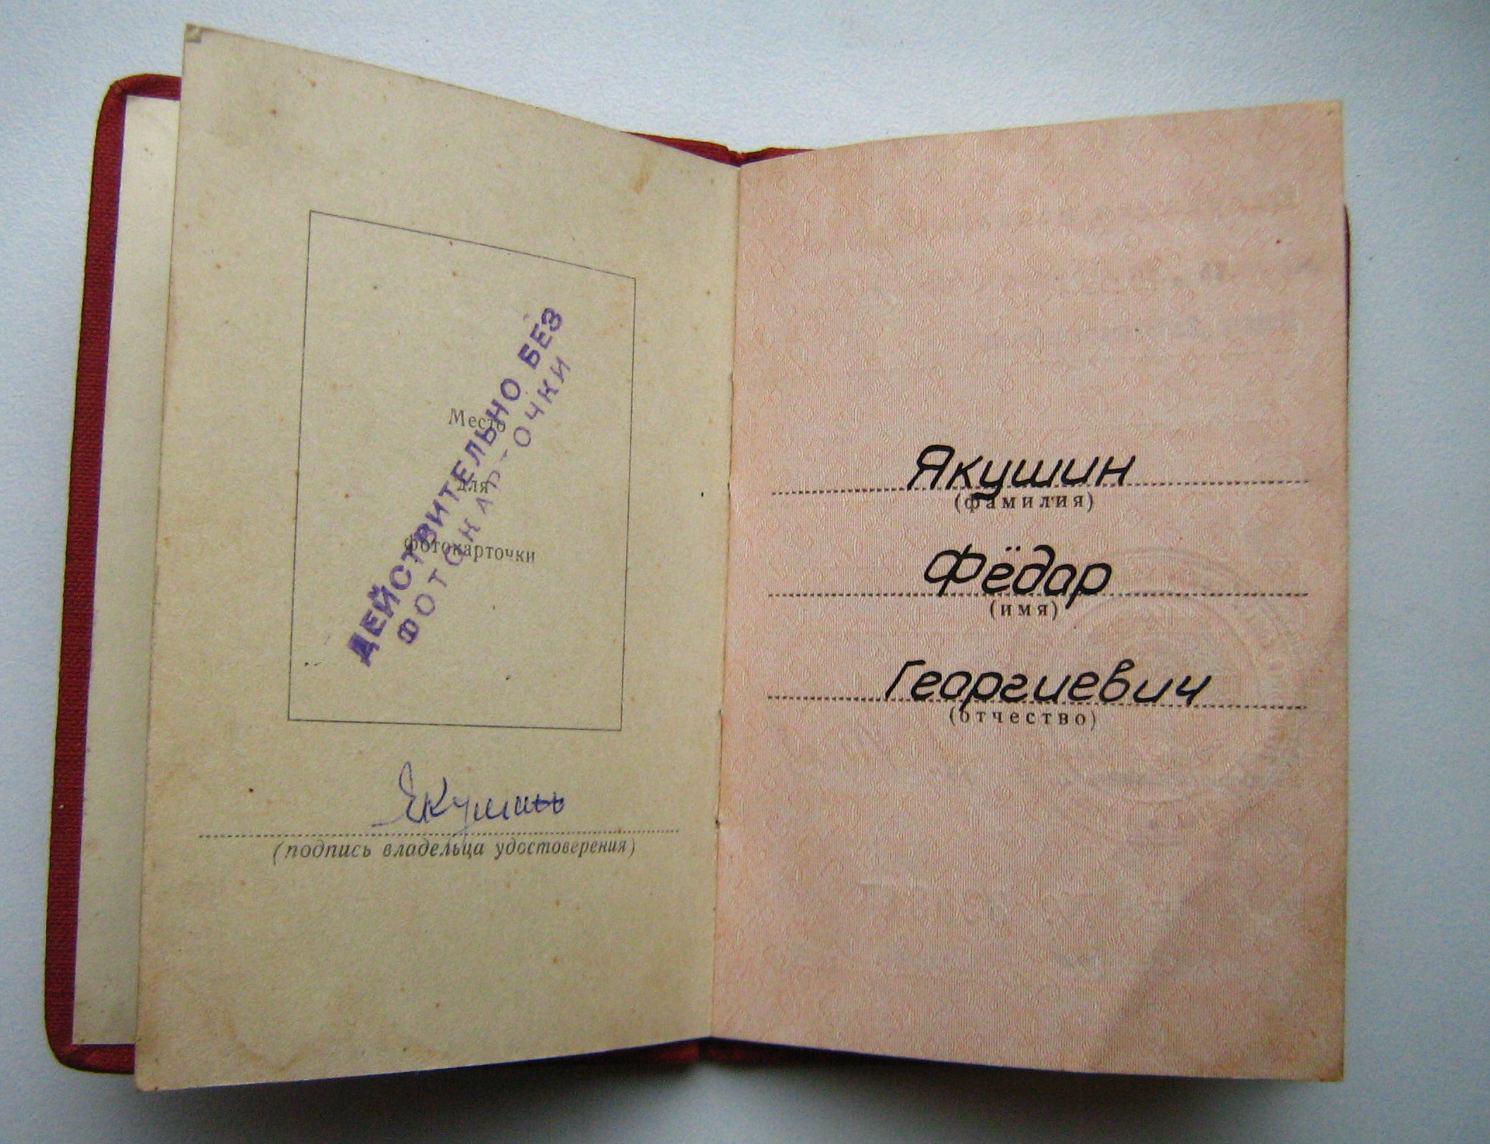 ДЕЙСТВИТЕЛЬНО БЕЗ
ФОТОКАРТОЧКИ
Место
для
фотокарточки
Якушин
(подпись владельца удостоверения)
Якушин
(фамилия)
Фёдар
(имя)
Георгиевич
(отчество)